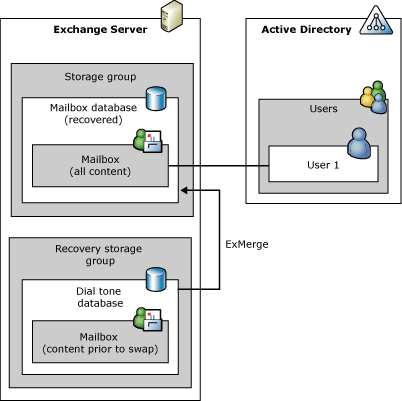 Exchange Server
Storage group
Mailbox database
(recovered)
Mailbox
(all content)
Recovery storage
group
Dial tone
database
Mailbox
(content prior to swap)
ExMerge
Active Directory
Users
User 1